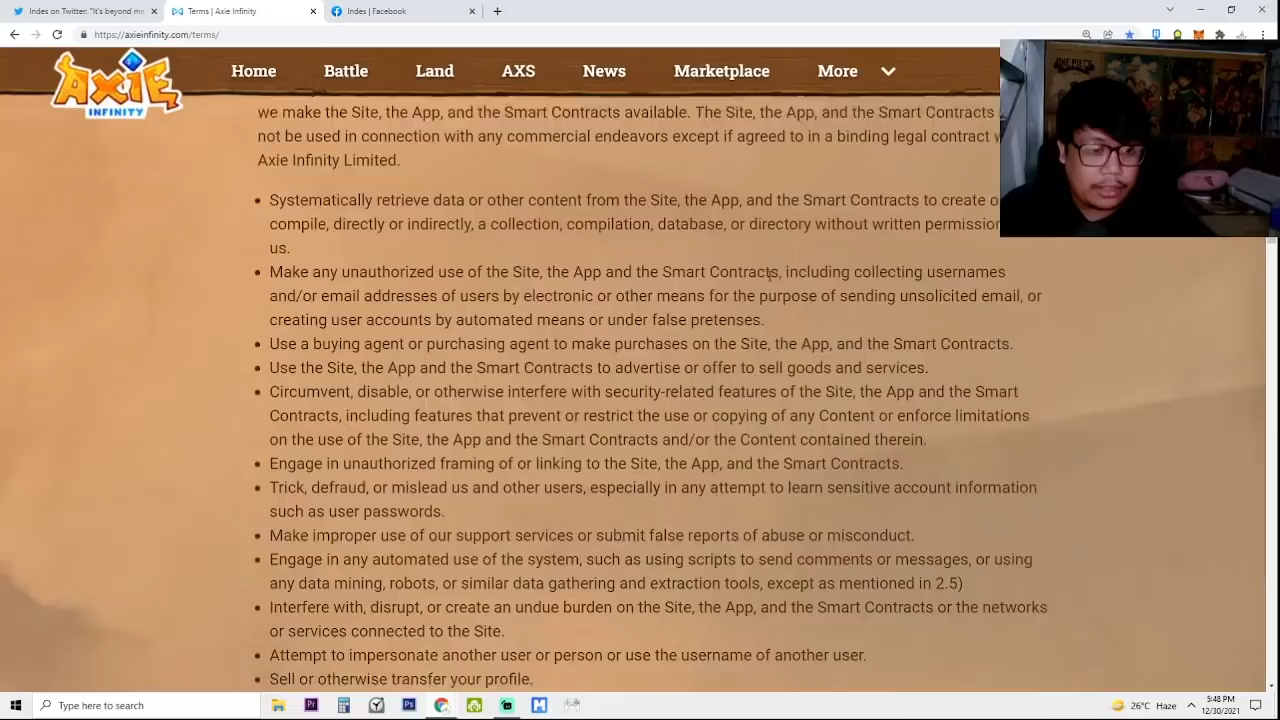 Indes on Twitter: "It's beyond m
Terms | Axie Infinity
Indes | Facebook
https://axieinfinity.com/terms/
AXIE
INFINITY
Home
Battle
Land
AXS
News
Marketplace
More
we make the Site, the App, and the Smart Contracts available. The Site, the App, and the Smart Contracts
not be used in connection with any commercial endeavors except if agreed to in a binding legal contract
Axie Infinity Limited.
Systematically retrieve data or other content from the Site, the App, and the Smart Contracts to create o
compile, directly or indirectly, a collection, compilation, database, or directory without written permission
us.
Make any unauthorized use of the Site, the App and the Smart Contracts, including collecting usernames
and/or email addresses of users by electronic or other means for the purpose of sending unsolicited email, or
creating user accounts by automated means or under false pretenses.
Use a buying agent or purchasing agent to make purchases on the Site, the App, and the Smart Contracts.
Use the Site, the App and the Smart Contracts to advertise or offer to sell goods and services.
Circumvent, disable, or otherwise interfere with security-related features of the Site, the App and the Smart
Contracts, including features that prevent or restrict the use or copying of any Content or enforce limitations
on the use of the Site, the App and the Smart Contracts and/or the Content contained therein.
Engage in unauthorized framing of or linking to the Site, the App, and the Smart Contracts.
Trick, defraud, or mislead us and other users, especially in any attempt to learn sensitive account information
such as user passwords.
Make improper use of our support services or submit false reports of abuse or misconduct.
Engage in any automated use of the system, such as using scripts to send comments or messages, or using
any data mining, robots, or similar data gathering and extraction tools, except as mentioned in 2.5)
Interfere with, disrupt, or create an undue burden on the Site, the App, and the Smart Contracts or the networks
or services connected to the Site.
Attempt to impersonate another user or person or use the username of another user.
Sell or otherwise transfer your profile.
Type here to search
26°C Haze
5:48 PM
12/30/2021